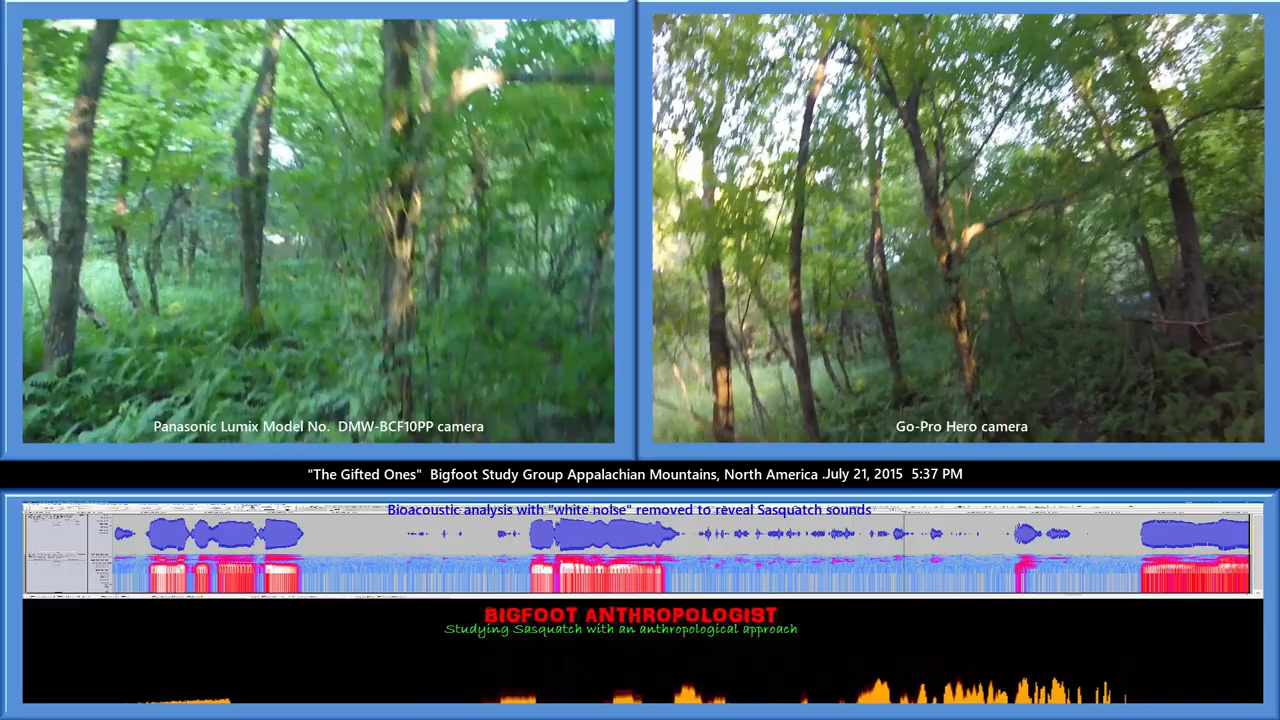 Panasonic Lumix Model No.  DMW-BCF10PP camera
Go-Pro Hero camera
"The Gifted Ones"  Bigfoot Study Group Appalachian Mountains, North America .July 21, 2015  5:37 PM
Bioacoustic analysis with "white noise" removed to reveal Sasquatch sounds
BIGFOOT ANTHROPOLOGIST
Studying Sasquatch with an anthropological approach